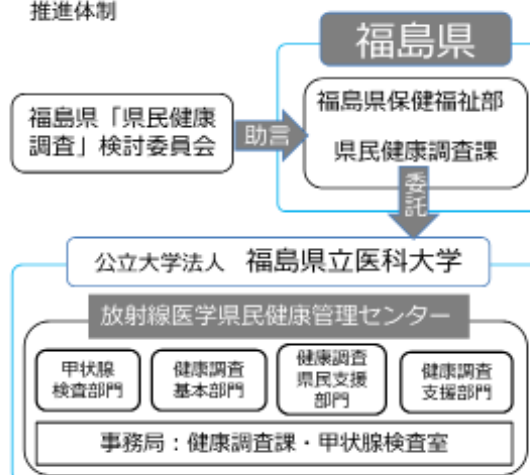 推進体制
福島県
福島県「県民健康
調査」検討委員会
助言
福島県保健福祉部
県民健康調査課
委託
公立大学法人 福島県立医科大学
放射線医学県民健康管理センター
甲状腺
検査部門
健康調査
基本部門
健康調査
県民支援
部門
健康調査
支援部門
事務局：健康調査課・甲状腺検査室